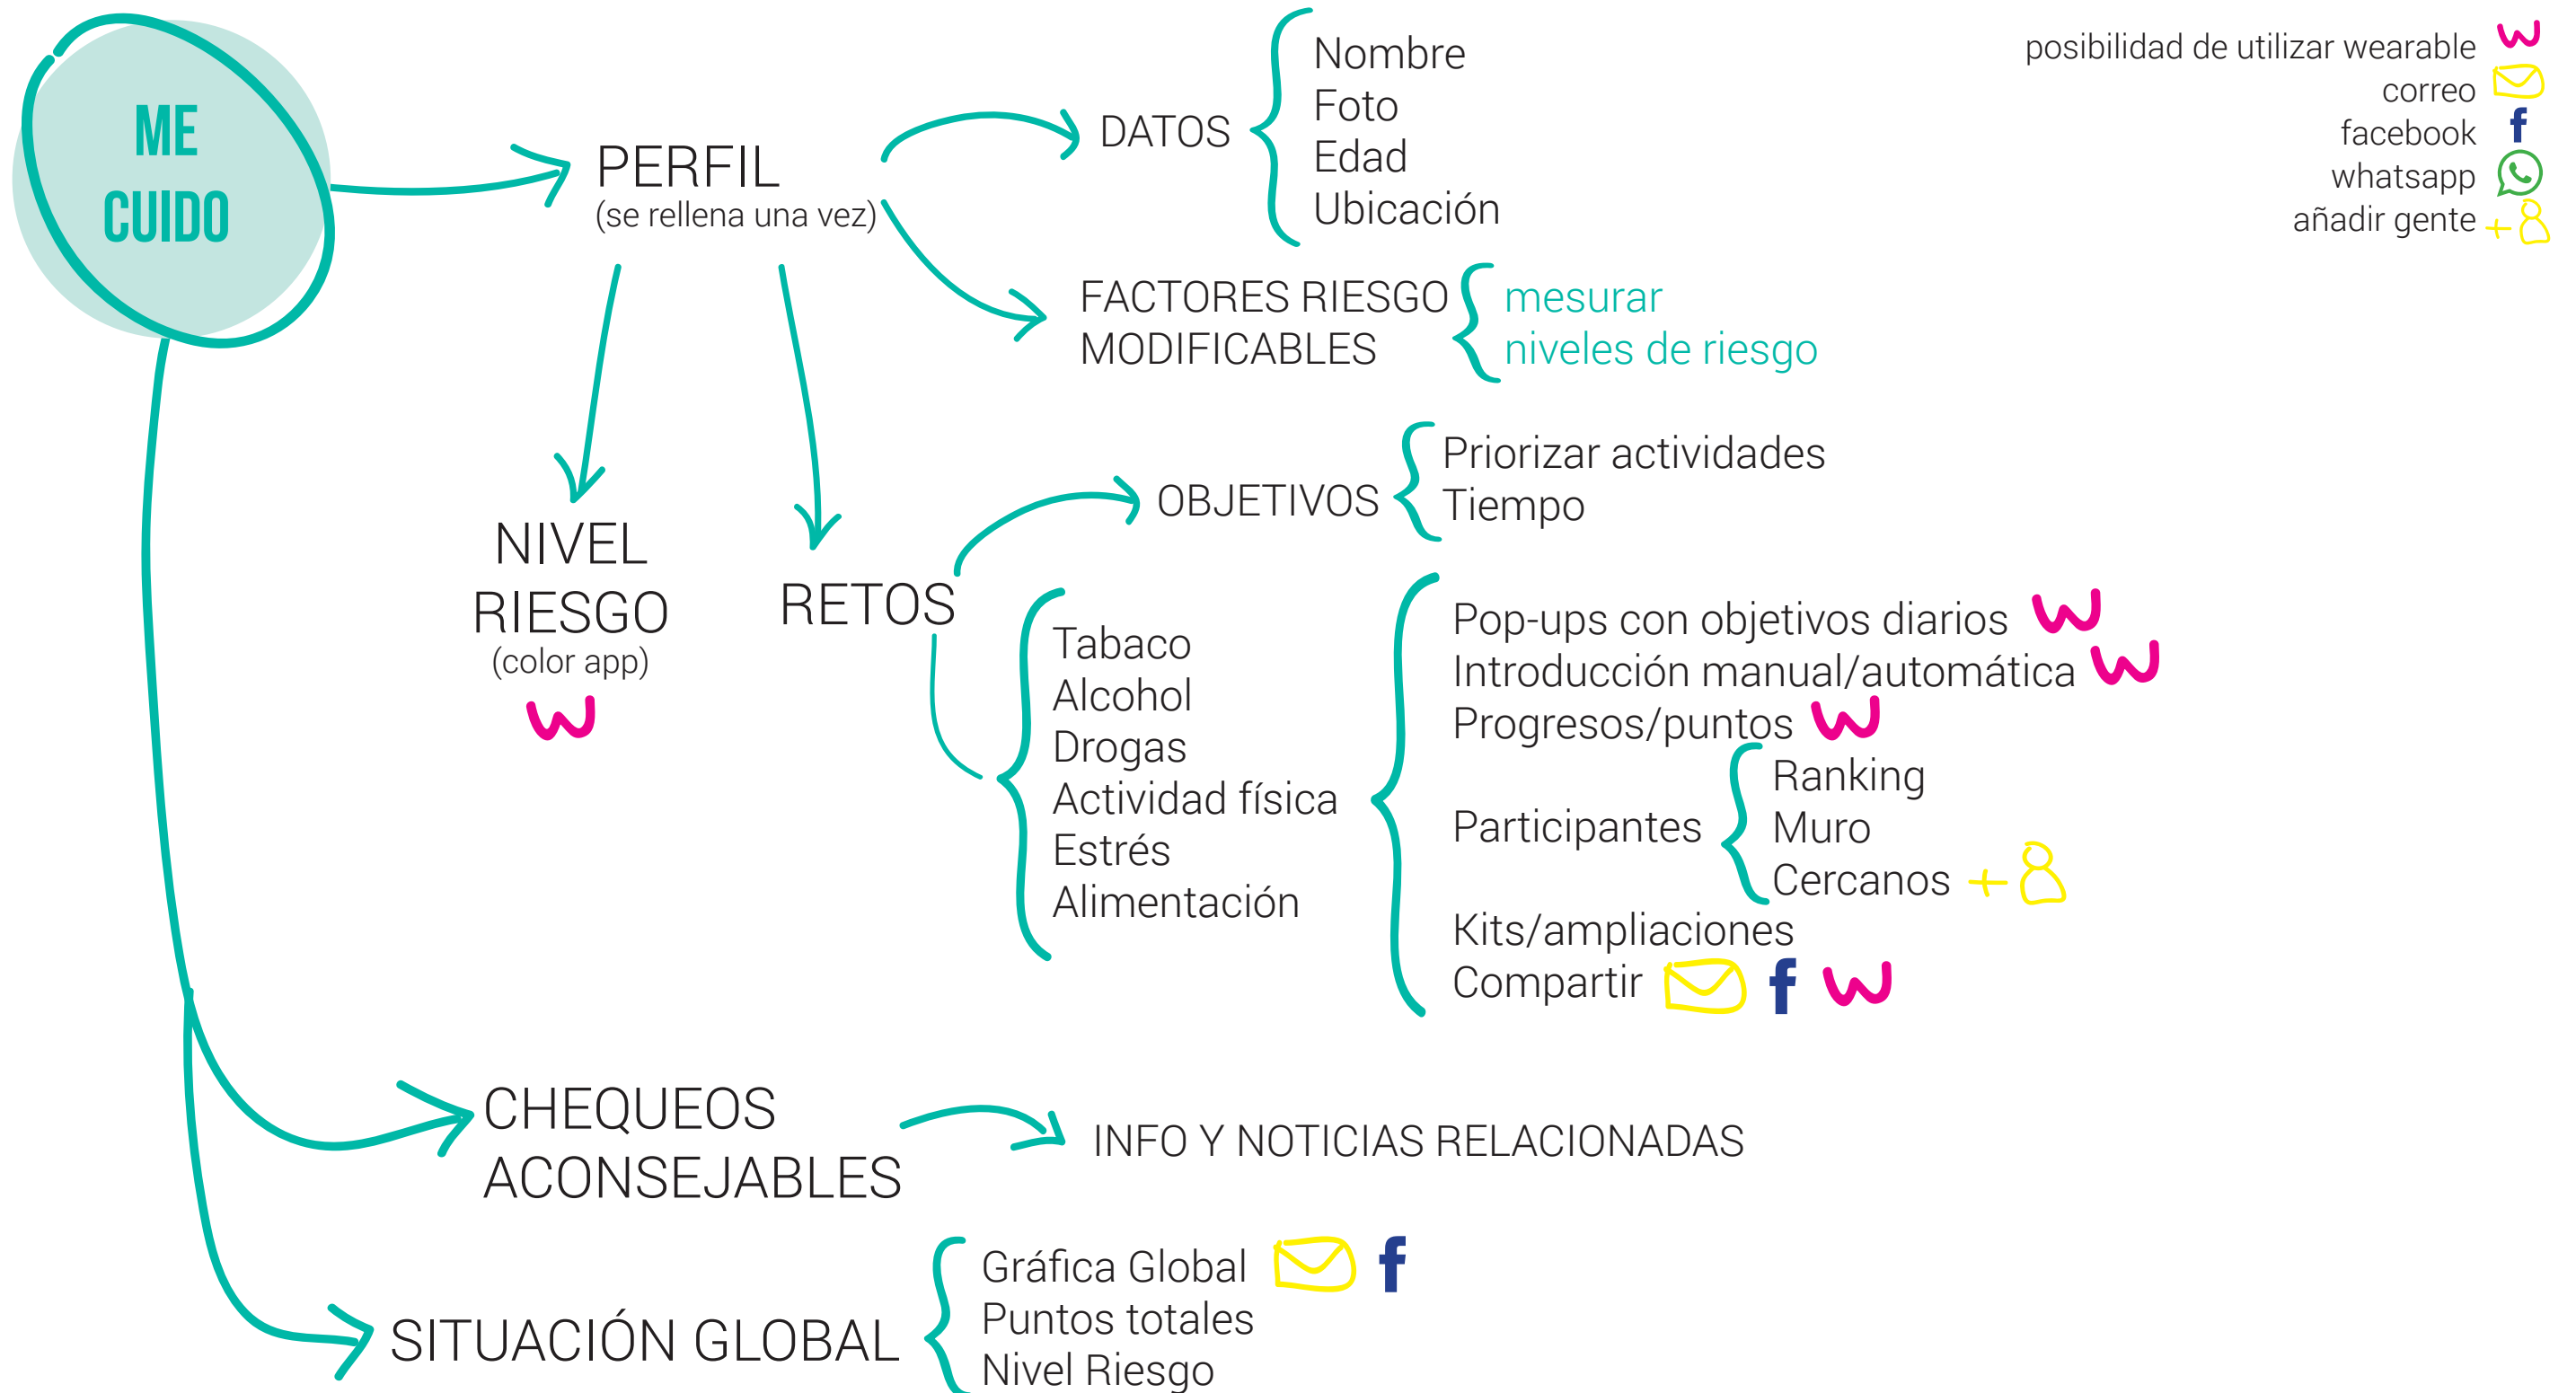 ME
CUIDO
PERFIL
(se rellena una vez)
DATOS
Nombre
Foto
Edad
Ubicación
FACTORES RIESGO
MODIFICABLES
mesurar
niveles de riesgo
posibilidad de utilizar wearable
correo
facebook
whatsapp
añadir gente
NIVEL
RIESGO
(color app)
RETOS
OBJETIVOS
Priorizar actividades
Tiempo
Tabaco
Alcohol
Drogas
Actividad física
Estrés
Alimentación
Pop-ups con objetivos diarios
Introducción manual/automática
Progresos/puntos
Participantes
Ranking
Muro
Cercanos
Kits/ampliaciones
Compartir
CHEQUEOS
ACONSEJABLES
INFO Y NOTICIAS RELACIONADAS
SITUACIÓN GLOBAL
Gráfica Global
Puntos totales
Nivel Riesgo